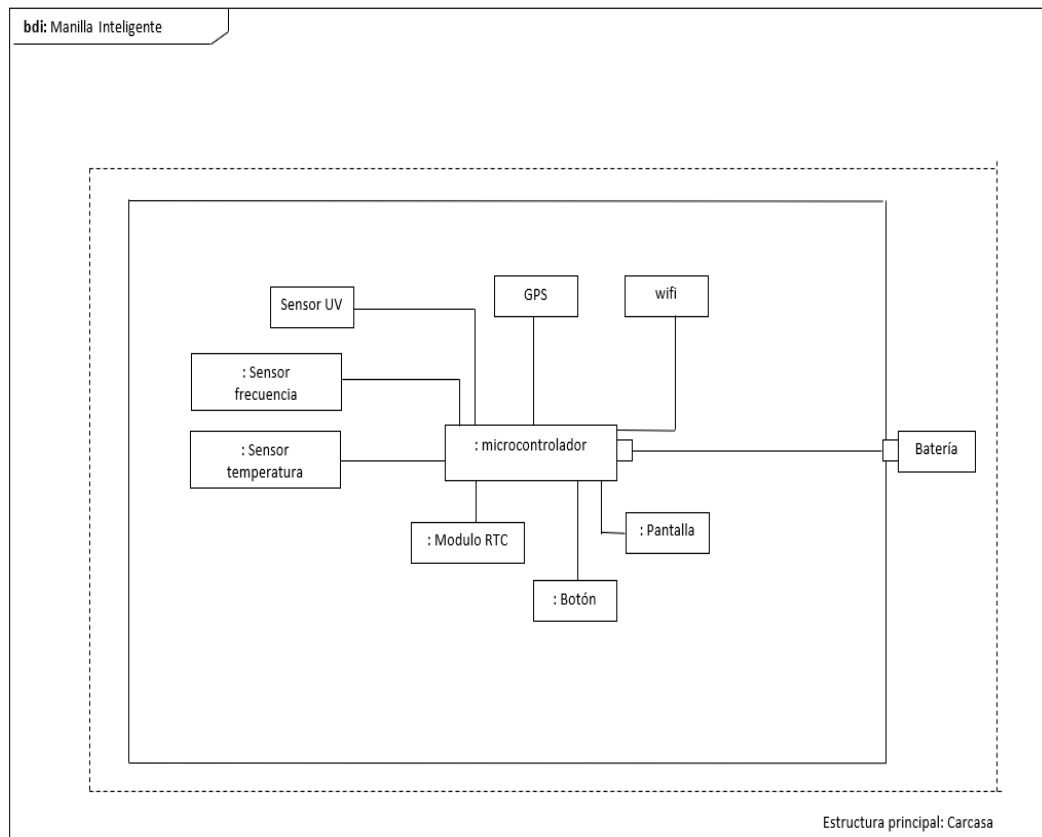 bdi: Manilla Inteligente
Sensor UV
GPS
wifi
: Sensor
frecuencia
: Sensor
temperatura
: microcontrolador
Batería
: Modulo RTC
: Pantalla
: Botón
Estructura principal: Carcasa